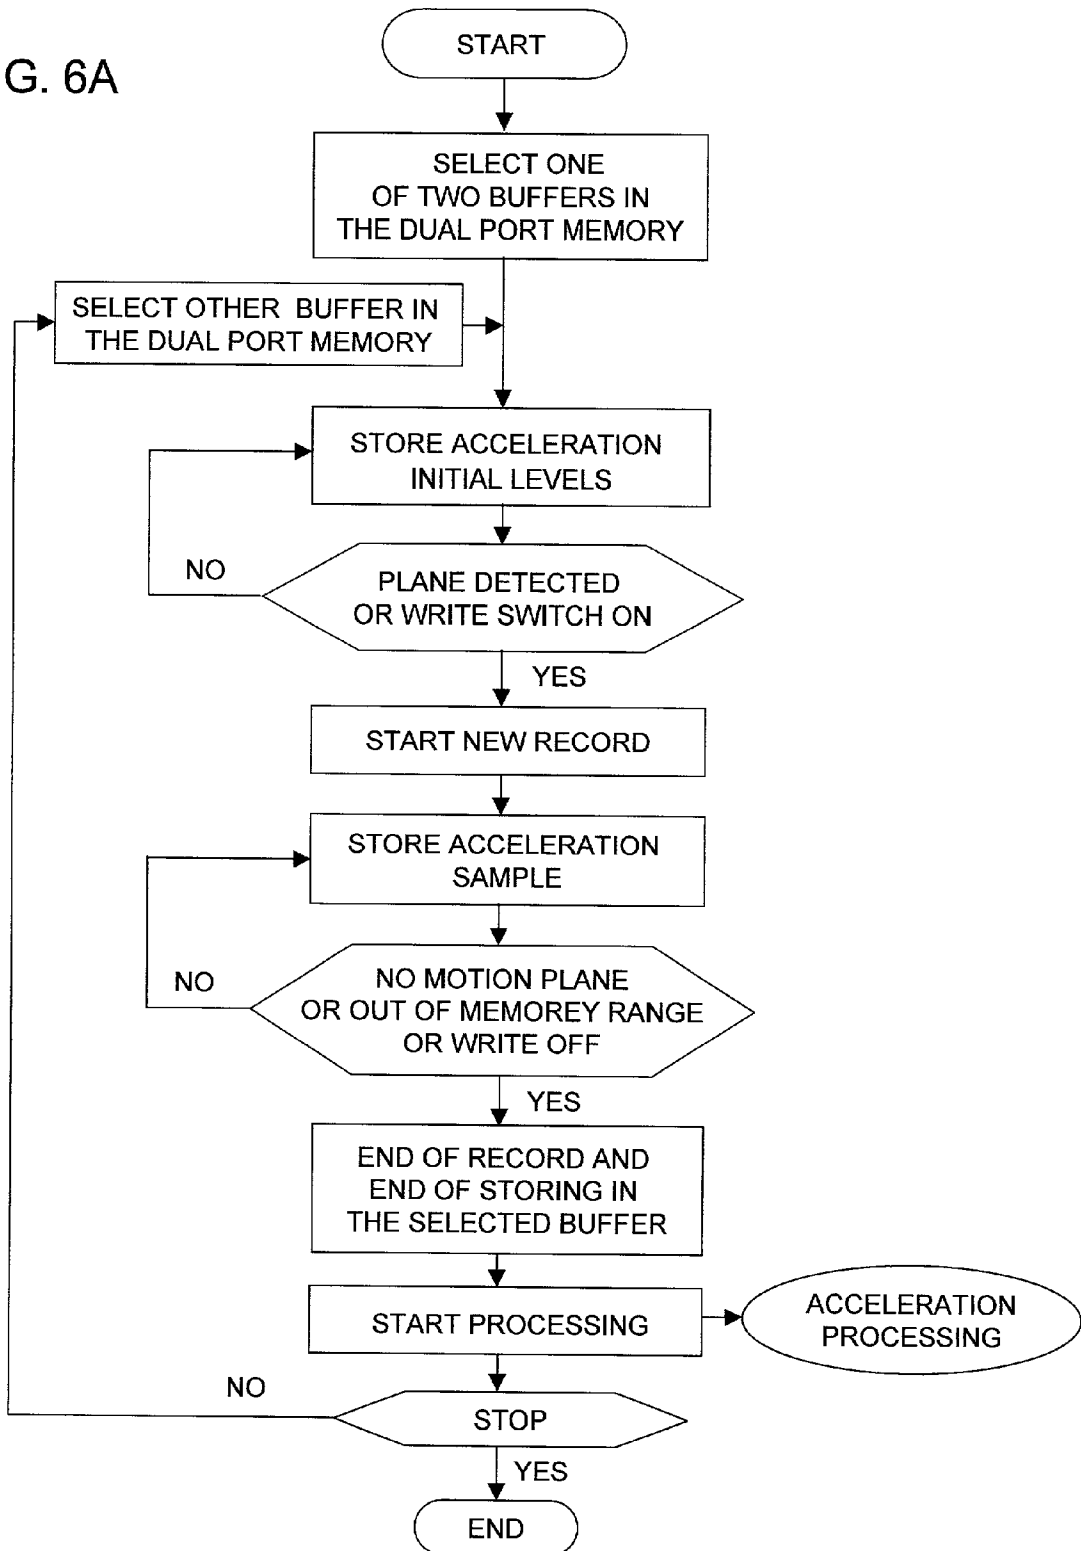 G. 6A
START
SELECT ONE
OF TWO BUFFERS IN
THE DUAL PORT MEMORY
SELECT OTHER BUFFER IN
THE DUAL PORT MEMORY
STORE ACCELERATION
INITIAL LEVELS
NO
PLANE DETECTED
OR WRITE SWITCH ON
YES
START NEW RECORD
STORE ACCELERATION
SAMPLE
NO
NO MOTION PLANE
OR OUT OF MEMOREY RANGE
OR WRITE OFF
YES
END OF RECORD AND
END OF STORING IN
THE SELECTED BUFFER
START PROCESSING
ACCELERATION
PROCESSING
NO
STOP
YES
END